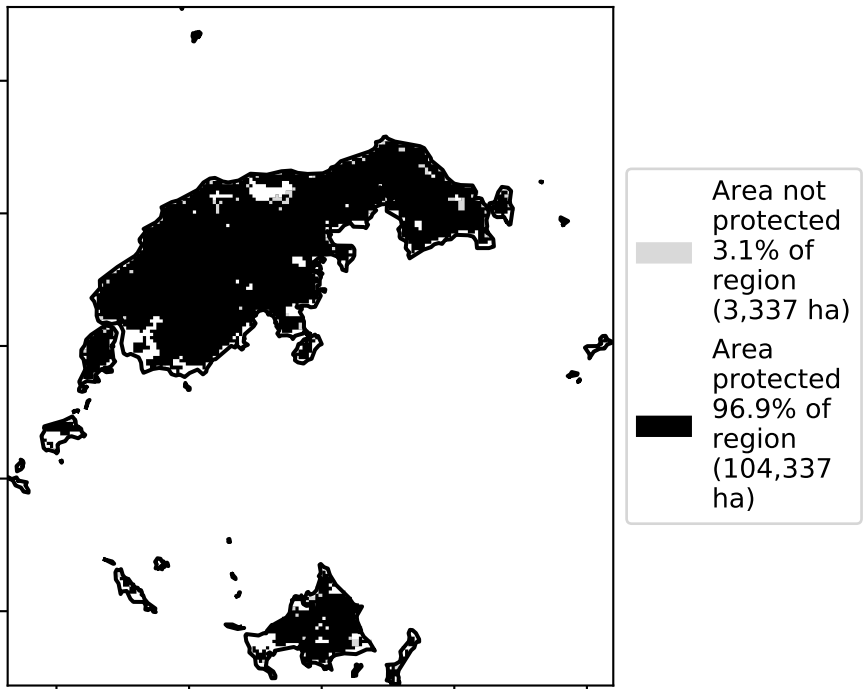 Area not
protected
3.1% of
region
(3,337 ha)
Area
protected
96.9% of
region
(104,337
ha)